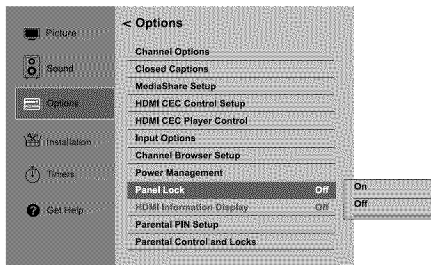 < Options
Picture
Sound
Options
Installation
Timers
Get Help
Channel Options
Closed Captions
MediaShare Setup
HDMI CEC Control Setup
HDMI CEC Player Control
Input Options
Channel Browser Setup
Power Management
Panel Lock Off
HDMI Information Display Off
Parental PIN Setup
Parental Control and Locks
On
Off